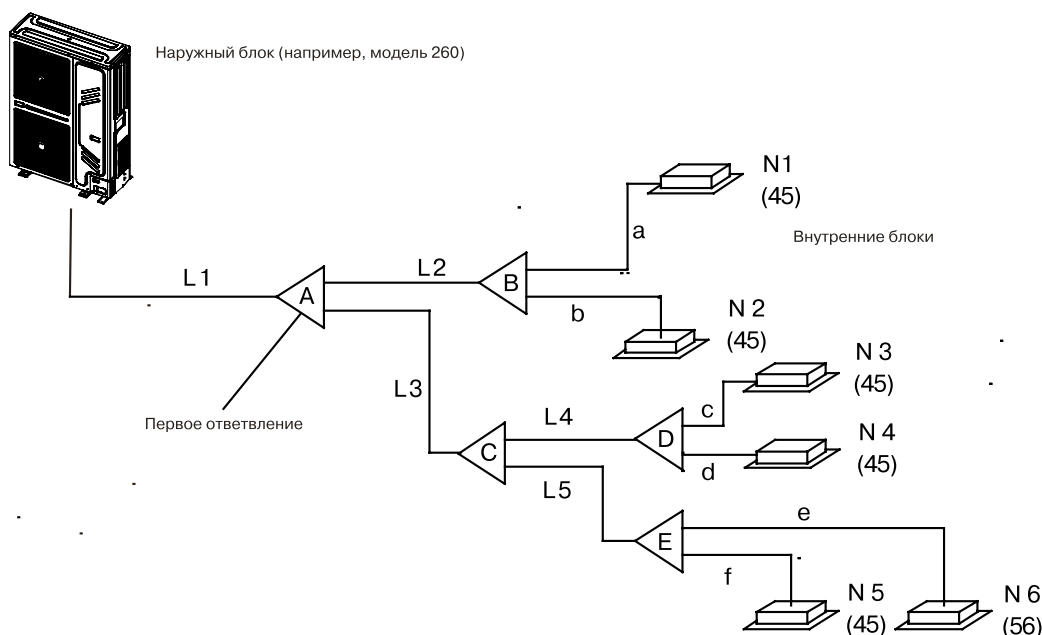 Наружный блок (например, модель 260)
N1
(45)
a
Внутренние блоки
L2
B
L1
A
b
N 2
(45)
N 3
(45)
L3
c
Первое ответвление
L4
D
N 4
(45)
C
d
L5
e
E
f
N 5
(45)
N 6
(56)